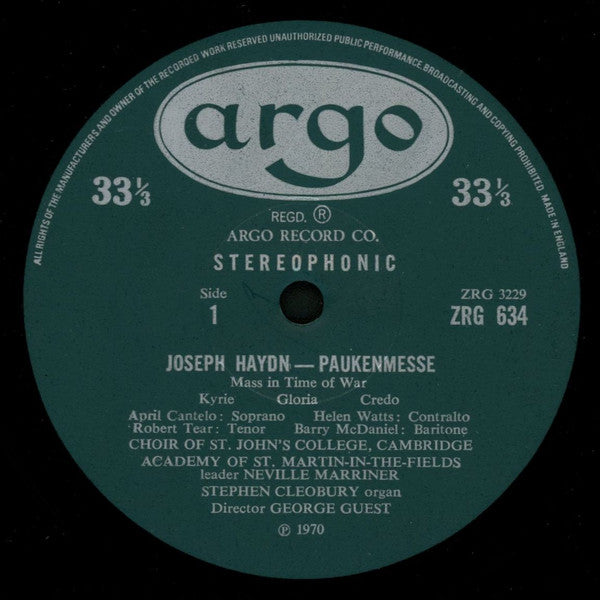 ALL RIGHTS OF THE MANUFACTURERS AND OWNER OF THE RECORDED WORK RESERVED UNAUTHORIZED PUBLIC PERFORMANCE, BROADCASTING AND COPYING PROHIBITED. MADE IN ENGLAND
argo
33⅓ 33⅓
REGD. ®
ARGO RECORD CO.
STEREOPHONIC
Side ZRG 3229
1 ZRG 634
JOSEPH HAYDN — PAUKENMESSE
Mass in Time of War
Kyrie Gloria Credo
April Cantelo : Soprano Helen Watts : Contralto
Robert Tear : Tenor Barry McDaniel : Baritone
CHOIR OF ST. JOHN'S COLLEGE, CAMBRIDGE
ACADEMY OF ST. MARTIN-IN-THE-FIELDS
leader NEVILLE MARRINER
STEPHEN CLEOBURY organ
Director GEORGE GUEST
℗ 1970